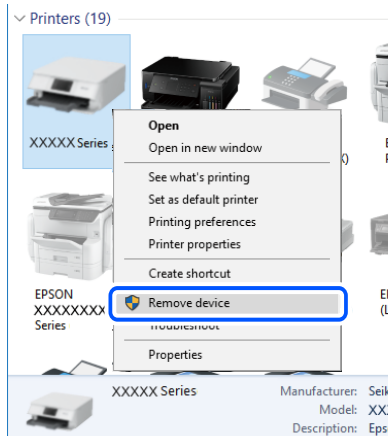 Printers (19)
XXXXX Series
Open
Open in new window
See what's printing
Set as default printer
Printing preferences
Printer properties
Create shortcut
Remove device
Troubleshoot
Properties
EPSON
XXXXXXXX
Series
XXXXX Series
Manufacturer:
Model:
Description: